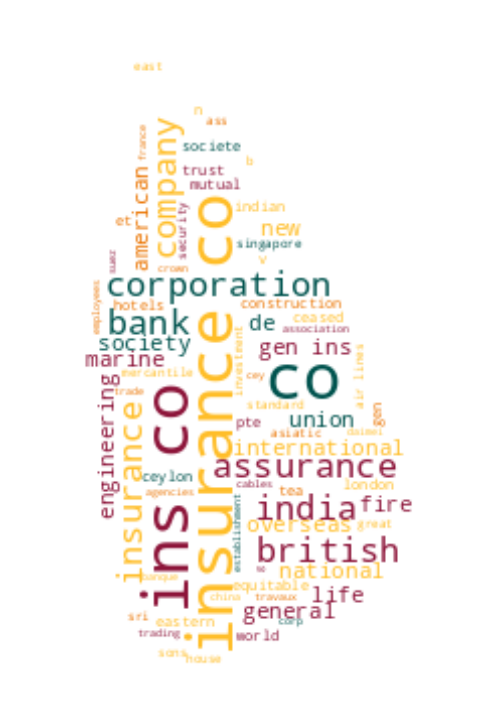 east
n
ass
france
company
societe
b
trust
mutual
american
security
co
indian
et
new
singapore
suez
v
crown
corporation
employees
hotels
construction
bank
de
ceased
association
society
gen ins
marine
investment
air lines
mercantile
cey
co
engineering
trade
insurance
ins co
insurance
standard
gen
pte
union
asiatic
daimei
international
assurance
ceylon
cables
london
agencies
tea
establishment
india
fire
overseas
great
british
banque
national
equitable
china
travaux
life
general
sri
eastern
corp
trading
world
sons
house